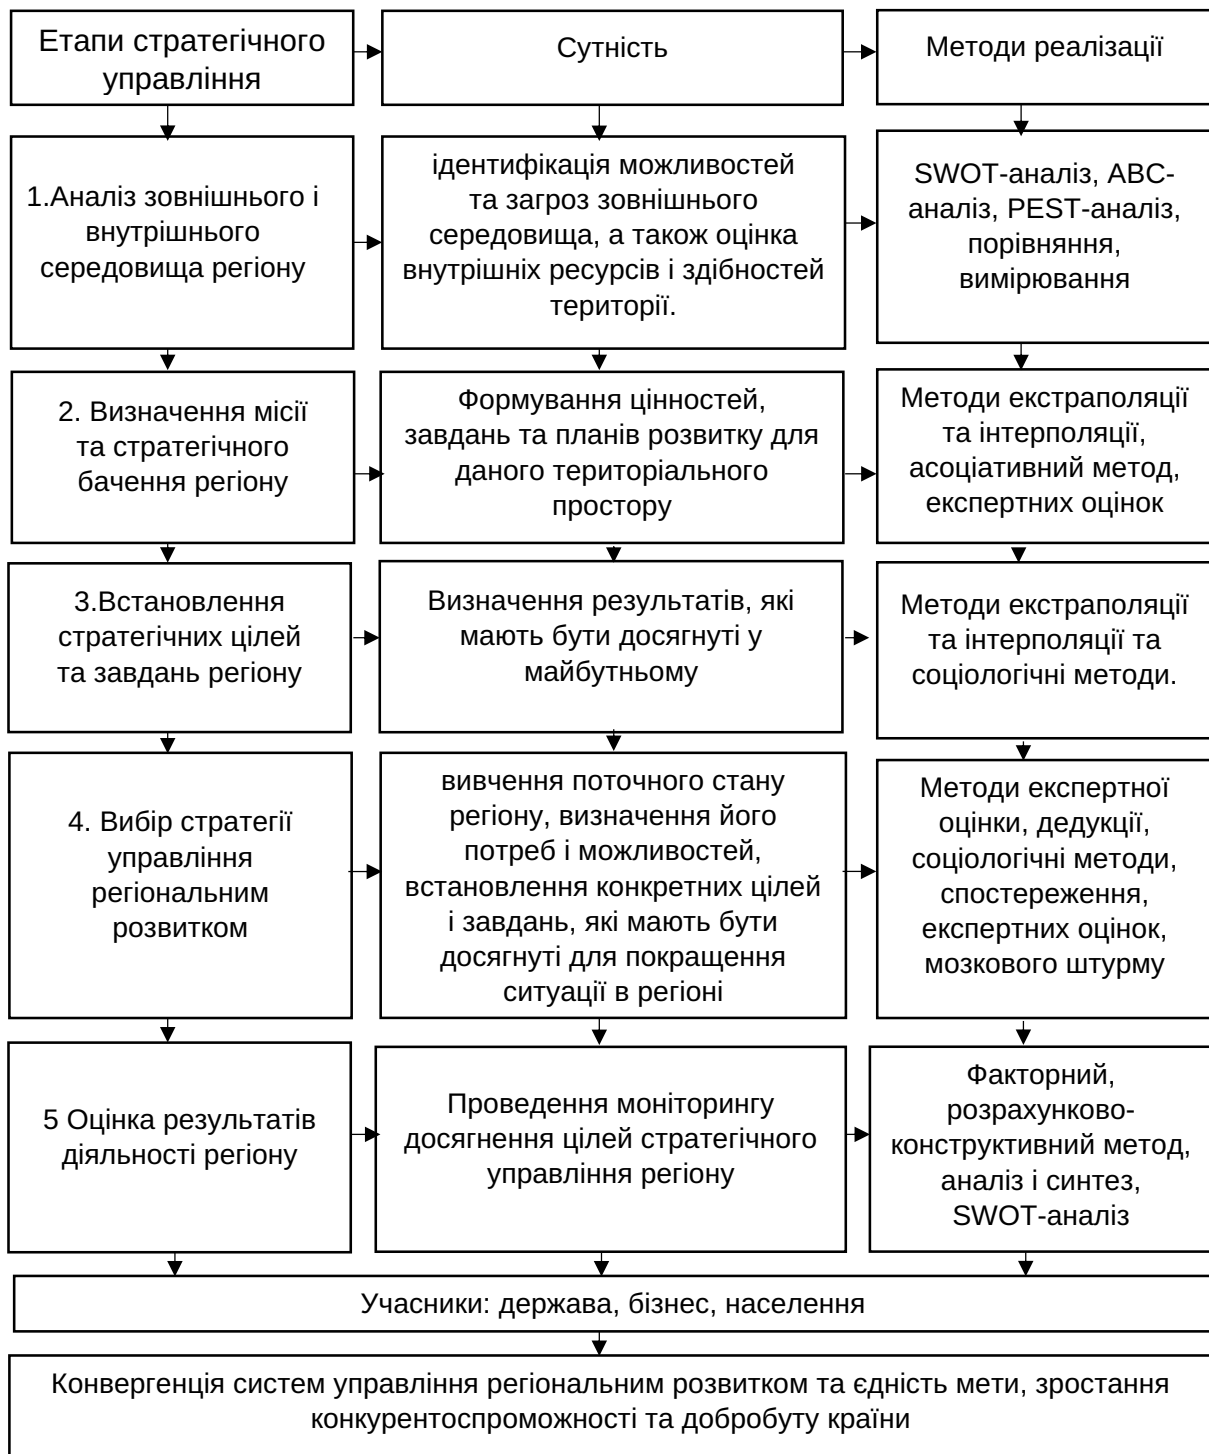 Етапи стратегічного
управління
Сутність
Методи реалізації
1.Аналіз зовнішнього і
внутрішнього
середовища регіону
ідентифікація можливостей
та загроз зовнішнього
середовища, а також оцінка
внутрішніх ресурсів і здібностей
території.
SWOT-аналіз, ABC-
аналіз, PEST-аналіз,
порівняння,
вимірювання
2. Визначення місії
та стратегічного
бачення регіону
Формування цінностей,
завдань та планів розвитку для
даного територіального
простору
Методи екстраполяції
та інтерполяції,
асоціативний метод,
експертних оцінок
3.Встановлення
стратегічних цілей
та завдань регіону
Визначення результатів, які
мають бути досягнуті у
майбутньому
Методи екстраполяції
та інтерполяції та
соціологічні методи.
4. Вибір стратегії
управління
регіональним
розвитком
вивчення поточного стану
регіону, визначення його
потреб і можливостей,
встановлення конкретних цілей
і завдань, які мають бути
досягнуті для покращення
ситуації в регіоні
Методи експертної
оцінки, дедукції,
соціологічні методи,
спостереження,
експертних оцінок,
мозкового штурму
5 Оцінка результатів
діяльності регіону
Проведення моніторингу
досягнення цілей стратегічного
управління регіону
Факторний,
розрахунково-
конструктивний метод,
аналіз і синтез,
SWOT-аналіз
Учасники: держава, бізнес, населення
Конвергенція систем управління регіональним розвитком та єдність мети, зростання
конкурентоспроможності та добробуту країни